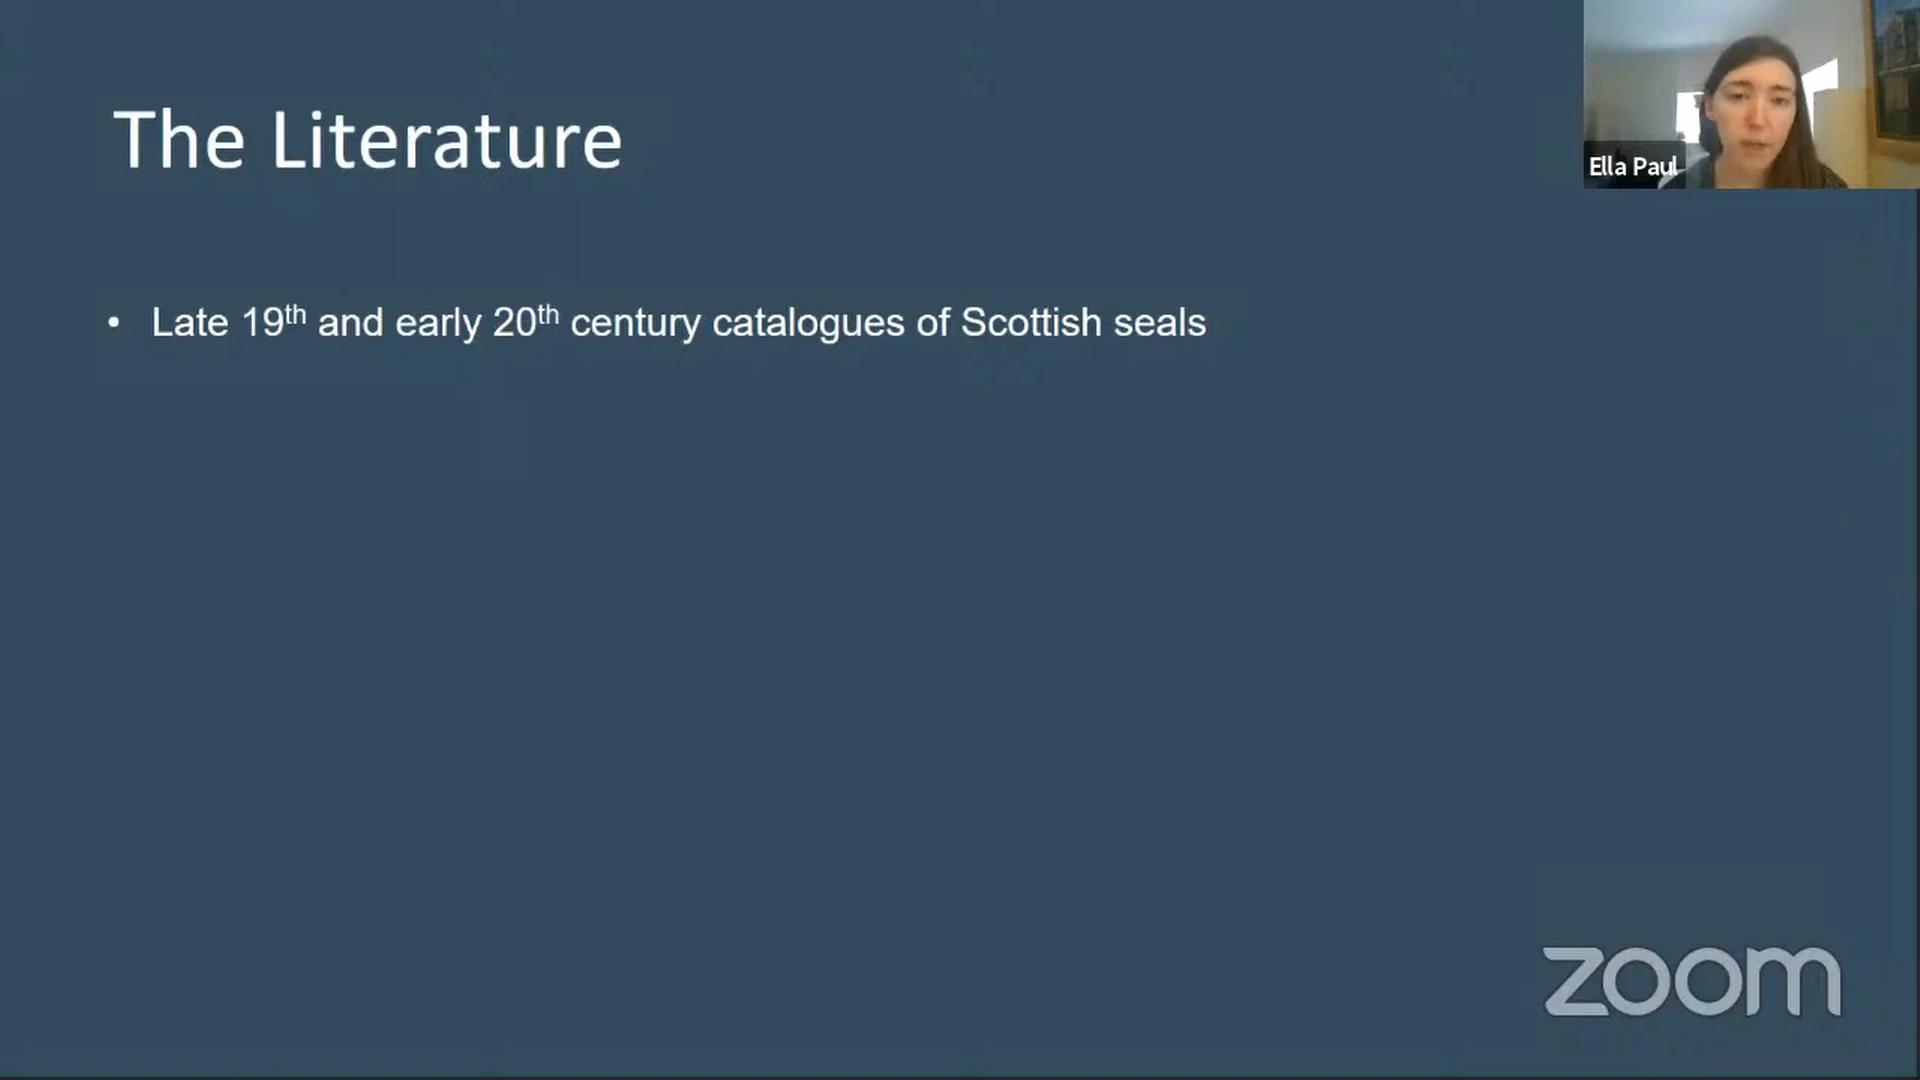 The Literature
Ella Paul
• Late 19th and early 20th century catalogues of Scottish seals
zoom